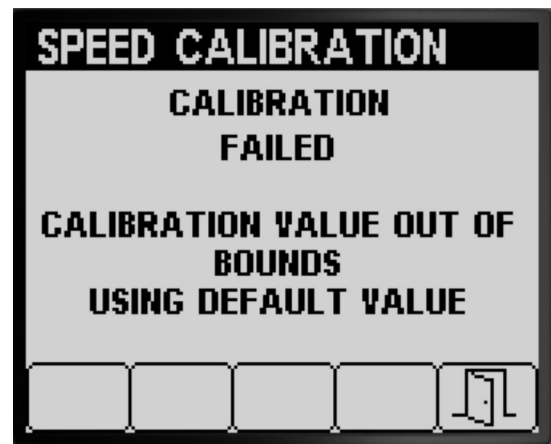 SPEED CALIBRATION
CALIBRATION
FAILED
CALIBRATION VALUE OUT OF
BOUNDS
USING DEFAULT VALUE